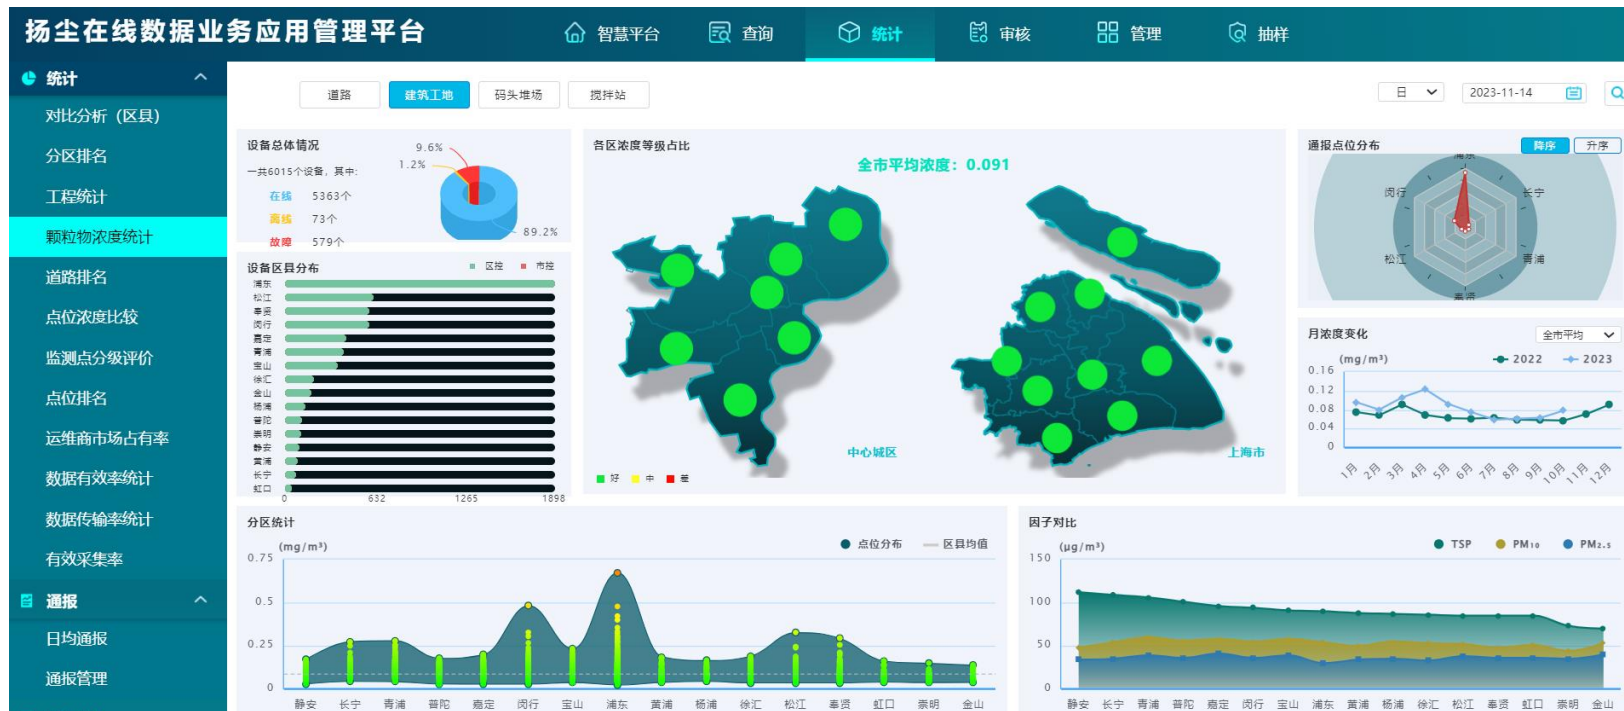 扬尘在线数据业务应用管理平台
智慧平台 查询 统计 审核 管理 抽样
统计
对比分析（区县）
分区排名
工程统计
颗粒物浓度统计
道路排名
点位浓度比较
监测点分级评价
点位排名
运维商市场占有率
数据有效率统计
数据传输率统计
有效采集率
通报
日均通报
通报管理
道路 建筑工地 码头堆场 搅拌站
日 2023-11-14
设备总体情况
一共6015个设备，其中:
在线 5363个
离线 73个
故障 579个
9.6%
1.2%
89.2%
设备区县分布
区控 市控
浦东
松江
奉贤
闵行
嘉定
青浦
宝山
徐汇
金山
杨浦
普陀
崇明
静安
黄浦
长宁
虹口
0 632 1265 1898
各区浓度等级占比
全市平均浓度：0.091
中心城区
上海市
好 中 差
通报点位分布
降序 升序
浦东
长宁
青浦
奉贤
松江
闵行
月浓度变化
全市平均
(mg/m³)
2022 2023
0.16
0.12
0.08
0.04
0
1月 2月 3月 4月 5月 6月 7月 8月 9月 10月 11月 12月
分区统计
(mg/m³)
点位分布 区县均值
0.75
0.5
0.25
0
静安 长宁 青浦 普陀 嘉定 闵行 宝山 浦东 黄浦 杨浦 徐汇 松江 奉贤 虹口 崇明 金山
因子对比
(μg/m³)
TSP PM₁₀ PM₂.₅
150
100
50
0
静安 长宁 青浦 普陀 嘉定 闵行 宝山 浦东 黄浦 杨浦 徐汇 松江 奉贤 虹口 崇明 金山